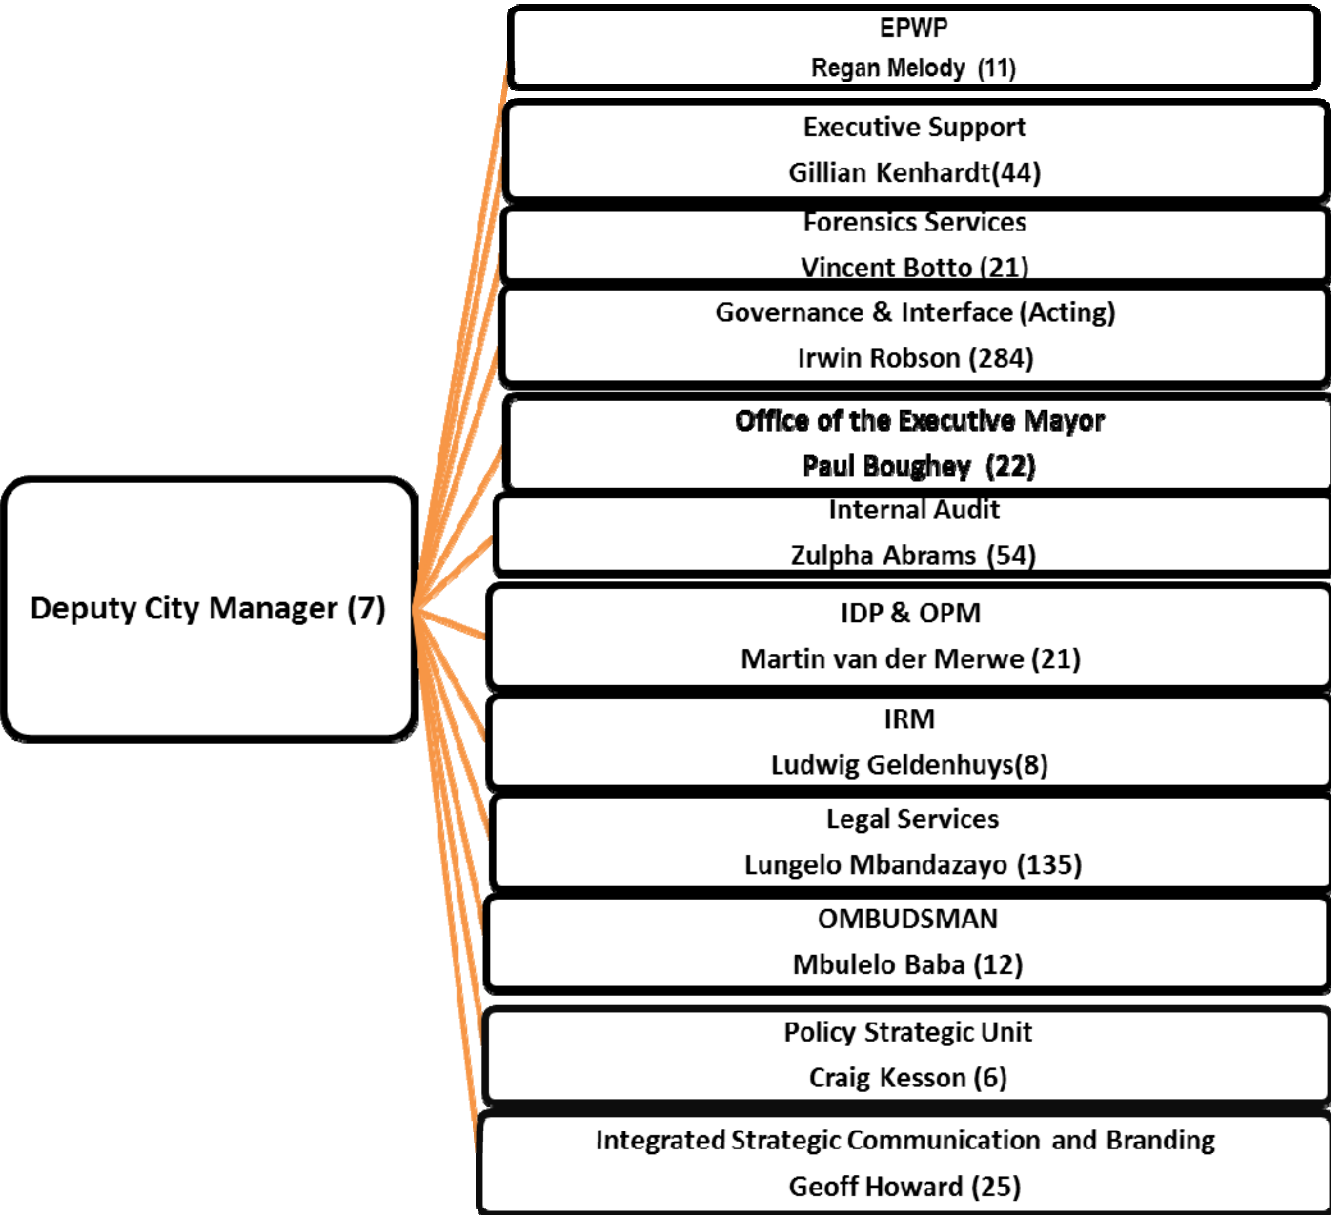 EPWP
Regan Melody (11)
Executive Support
Gillian Kenhardt(44)
Forensics Services
Vincent Botto (21)
Governance & Interface (Acting)
Irwin Robson (284)
Office of the Executive Mayor
Paul Boughey (22)
Internal Audit
Zulpha Abrams (54)
Deputy City Manager (7)
IDP & OPM
Martin van der Merwe (21)
IRM
Ludwig Geldenhuys(8)
Legal Services
Lungelo Mbandazayo (135)
OMBUDSMAN
Mbulelo Baba (12)
Policy Strategic Unit
Craig Kesson (6)
Integrated Strategic Communication and Branding
Geoff Howard (25)